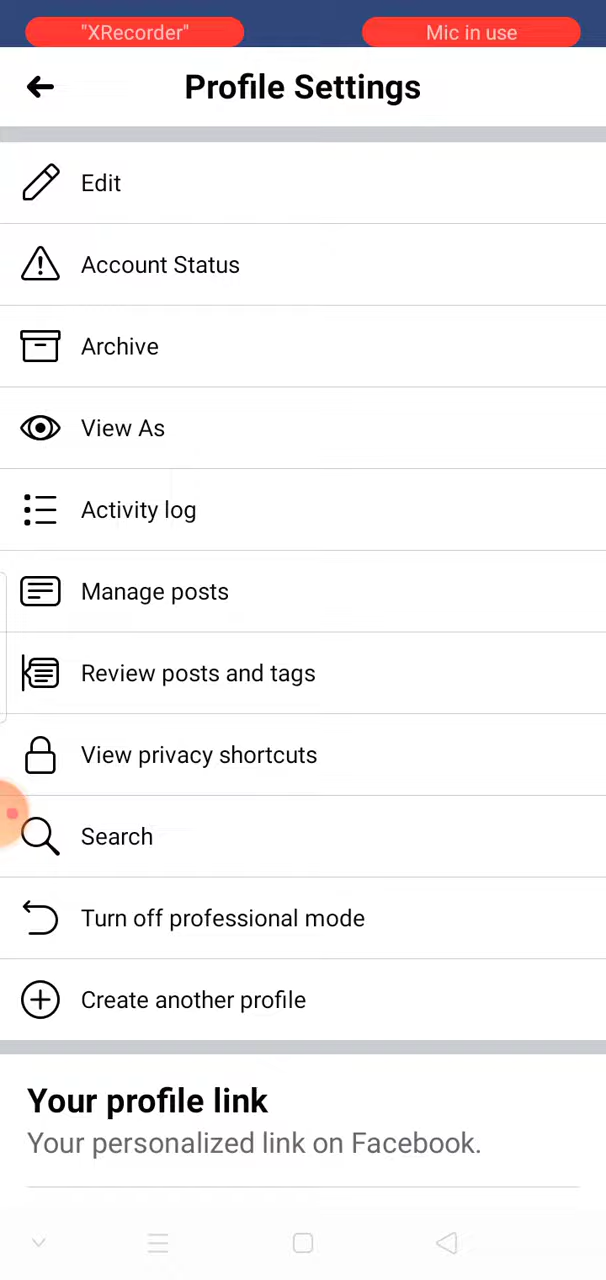 "XRecorder" Mic in use
Profile Settings
Edit
Account Status
Archive
View As
Activity log
Manage posts
Review posts and tags
View privacy shortcuts
Search
Turn off professional mode
Create another profile
Your profile link
Your personalized link on Facebook.